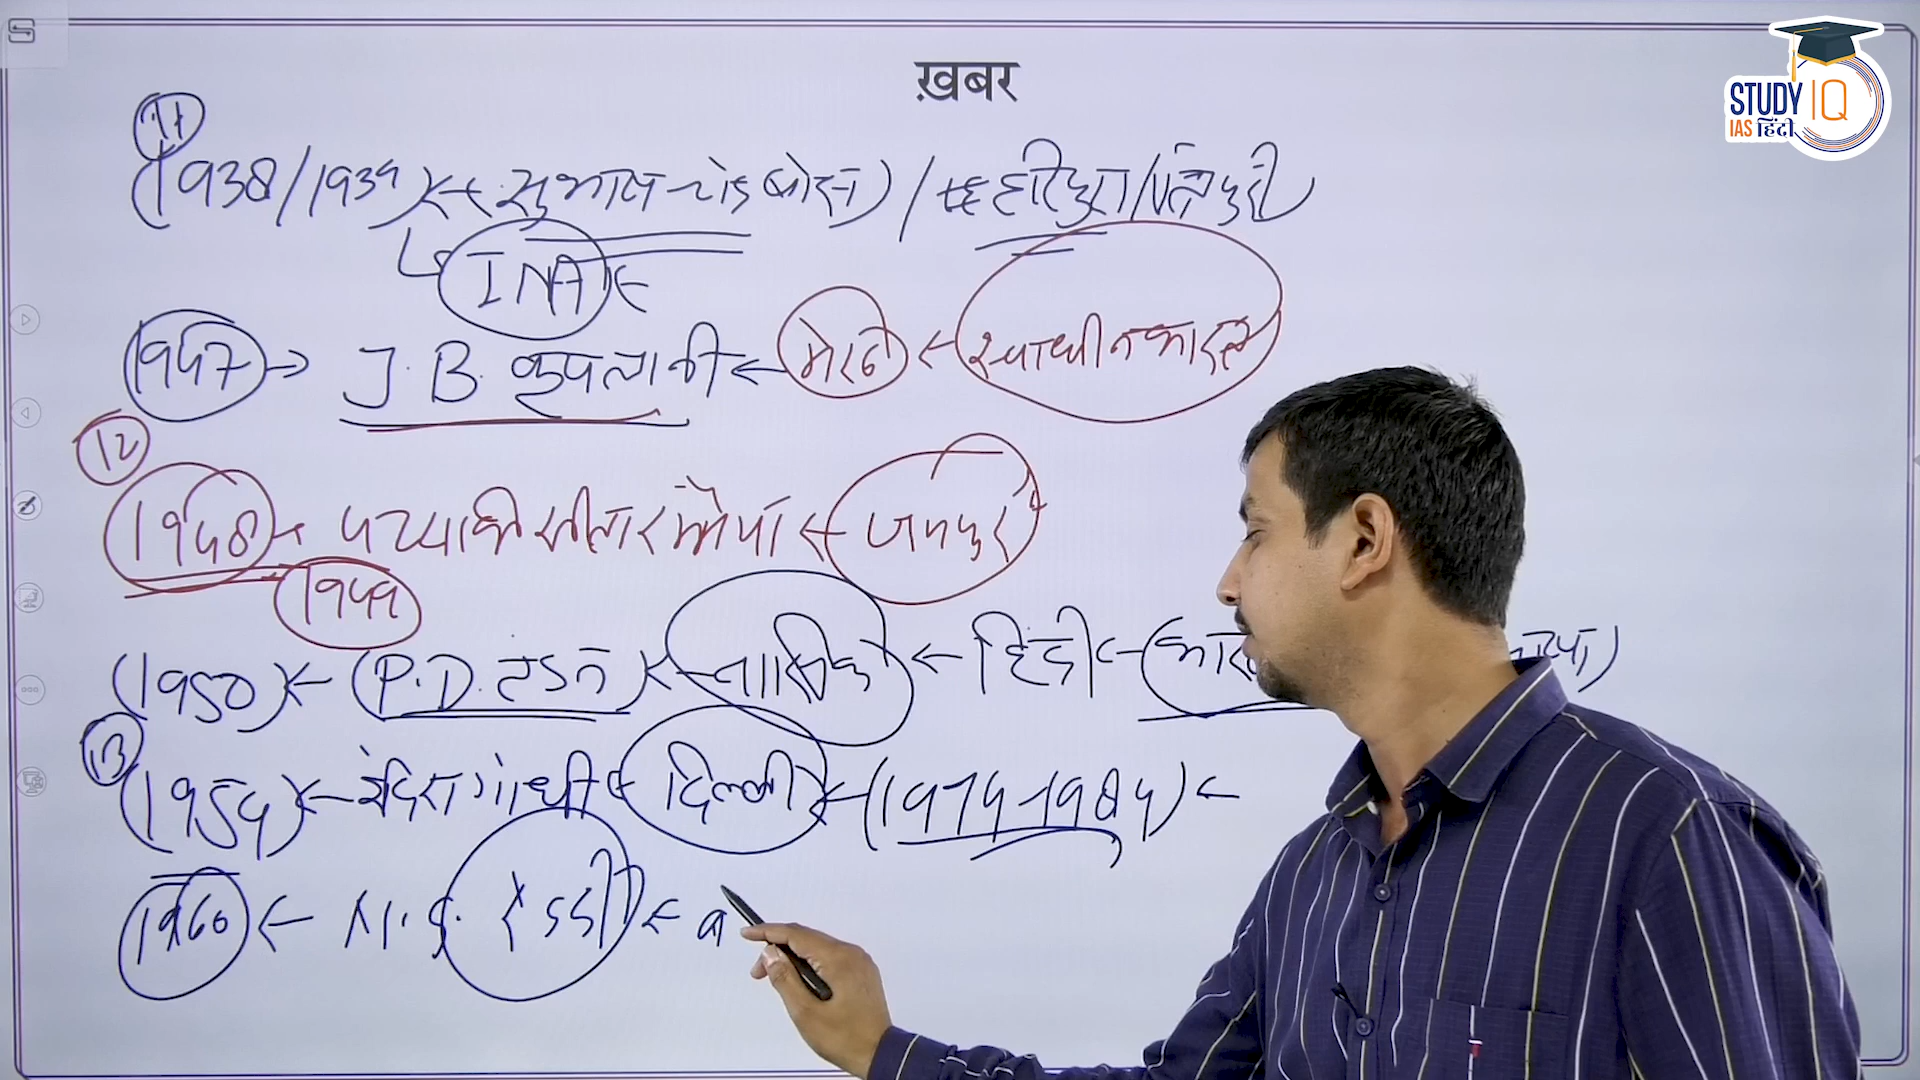 ख़बर
STUDY IQ
IAS हिंदी
11
(1938/1939) ← (सुभाष चंद्र बोस) / हरिपुरा/त्रिपुरी
INA ←
1947 → J.B. कृपलानी ← मेरठ ← स्वाधीन भारत
12
1948 ← पट्टाभि सीतारमैया ← जयपुर
1949
(1950) ← (P.D. टंडन) ← नासिक ← हिंदी ←
13
(1959) ← इंदिरा गांधी ← दिल्ली ← (1974-1984) ←
1960 ← रेड्डी ←